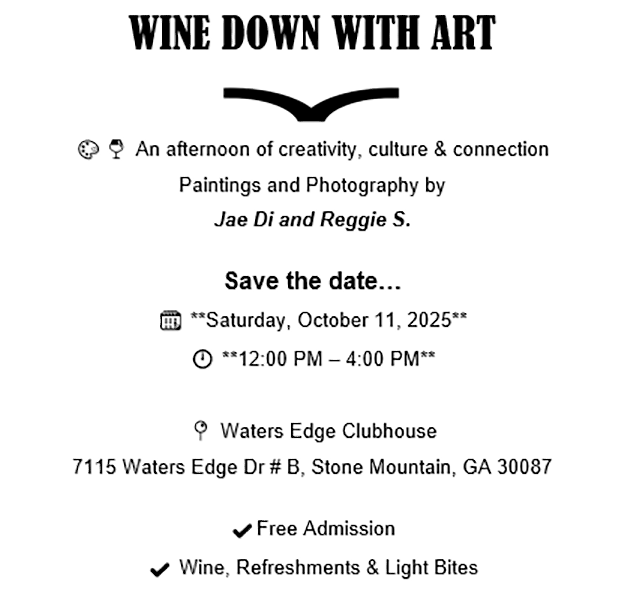 WINE DOWN WITH ART
An afternoon of creativity, culture & connection
Paintings and Photography by
Jae Di and Reggie S.
Save the date...
**Saturday, October 11, 2025**
**12:00 PM – 4:00 PM**
Waters Edge Clubhouse
7115 Waters Edge Dr # B, Stone Mountain, GA 30087
✔ Free Admission
✔ Wine, Refreshments & Light Bites